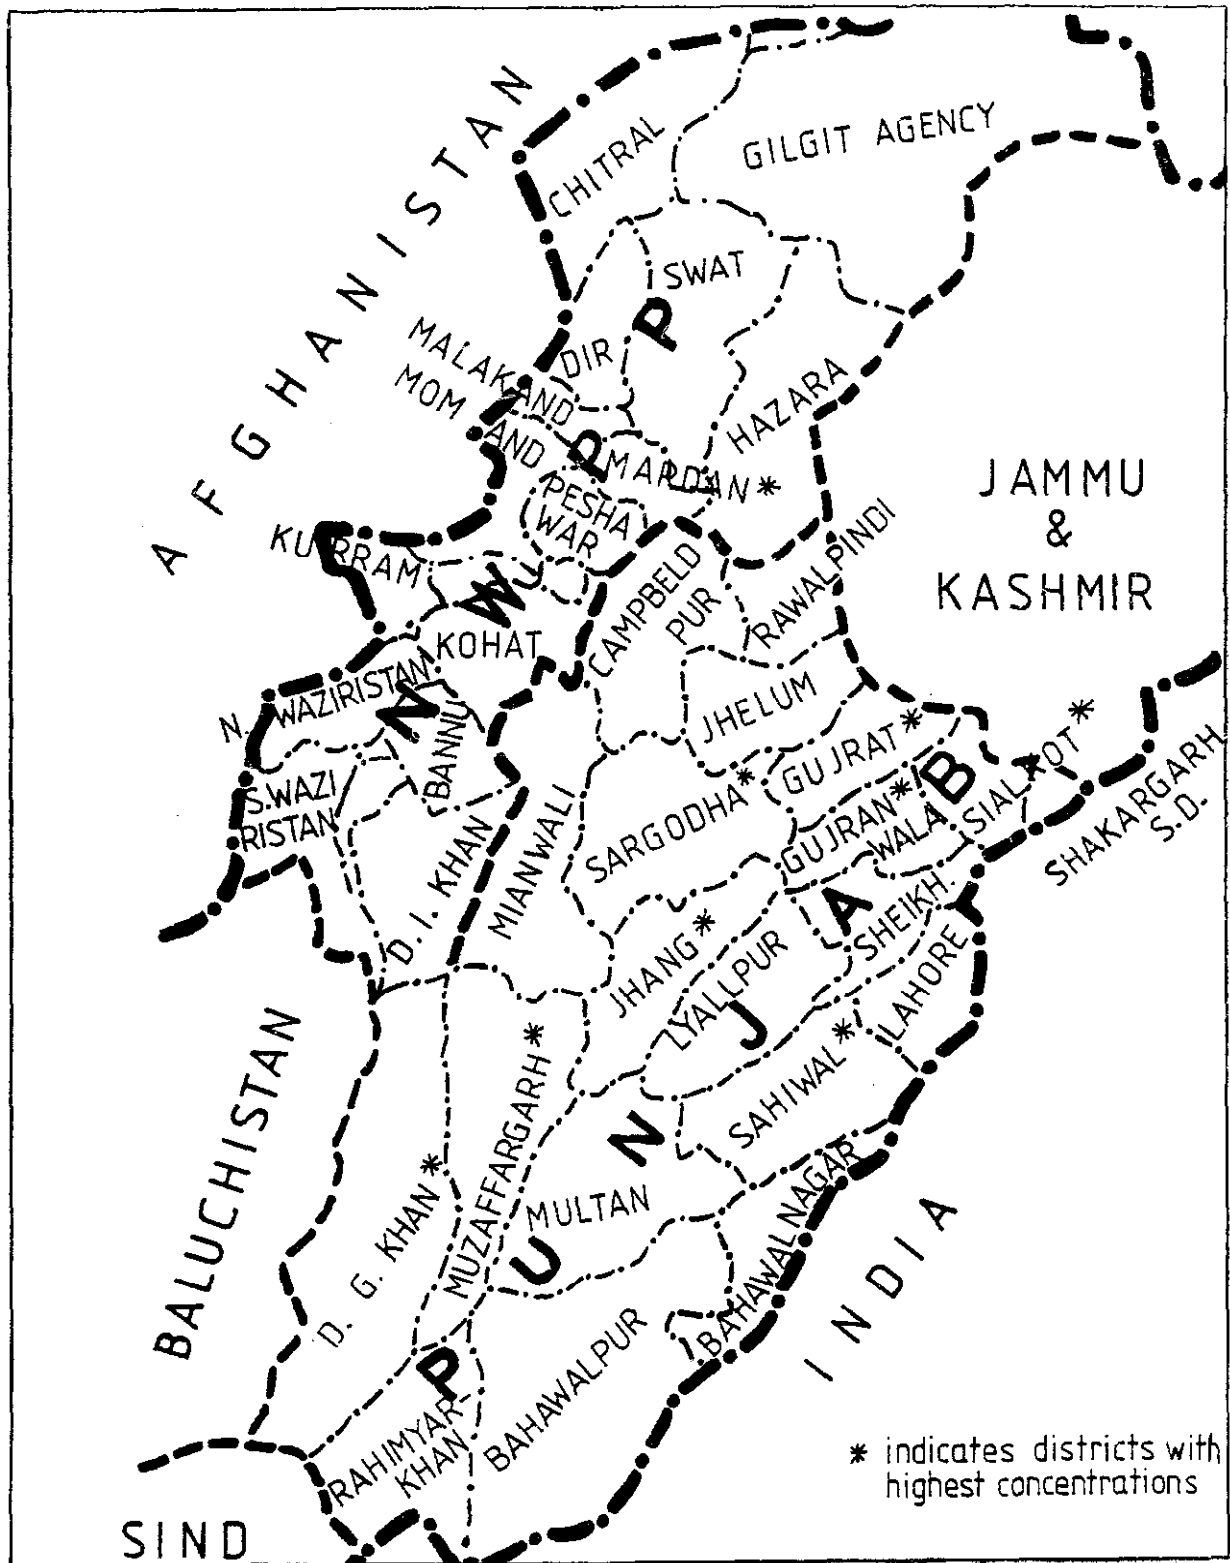 AFGHANISTAN
CHITRAL
GILGIT AGENCY
SWAT
DIR
MALAKAND
MOMAND
HAZARA
MARDAN *
PESHA
WAR
KURRAM
KOHAT
N. WAZIRISTAN
BANNU
S. WAZI
RISTAN
D. I. KHAN
N W P P
JAMMU
&
KASHMIR
CAMPBELD
PUR
RAWALPINDI
JHELUM
GUJRAT *
SARGODHA *
GUJRAN *
WALA
SIALKOT *
SHAKARGARH
S.D.
MIANWALI
SHEIKH.
JHANG *
LYALLPUR
LAHORE
MUZAFFARGARH *
SAHIWAL *
D. G. KHAN *
MULTAN
BAHAWALNAGAR
BAHAWALPUR
RAHIMYAR-
KHAN
PUNJAB
BALUCHISTAN
INDIA
SIND
* indicates districts with
highest concentrations